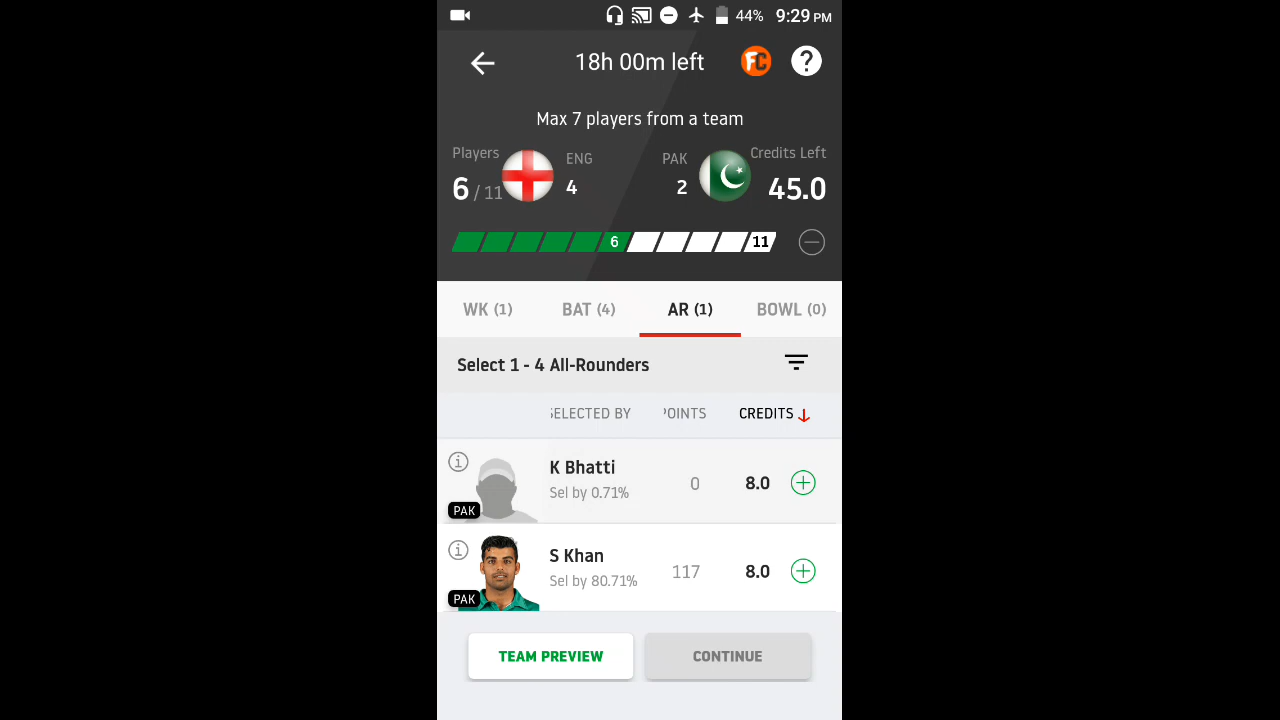 44% 9:29 PM
18h 00m left FC ?
Max 7 players from a team
Players ENG PAK Credits Left
6 / 11 4 2 45.0
6 11
WK (1) BAT (4) AR (1) BOWL (0)
Select 1 - 4 All-Rounders
SELECTED BY POINTS CREDITS
K Bhatti
Sel by 0.71% 0 8.0
PAK
S Khan
Sel by 80.71% 117 8.0
PAK
TEAM PREVIEW CONTINUE